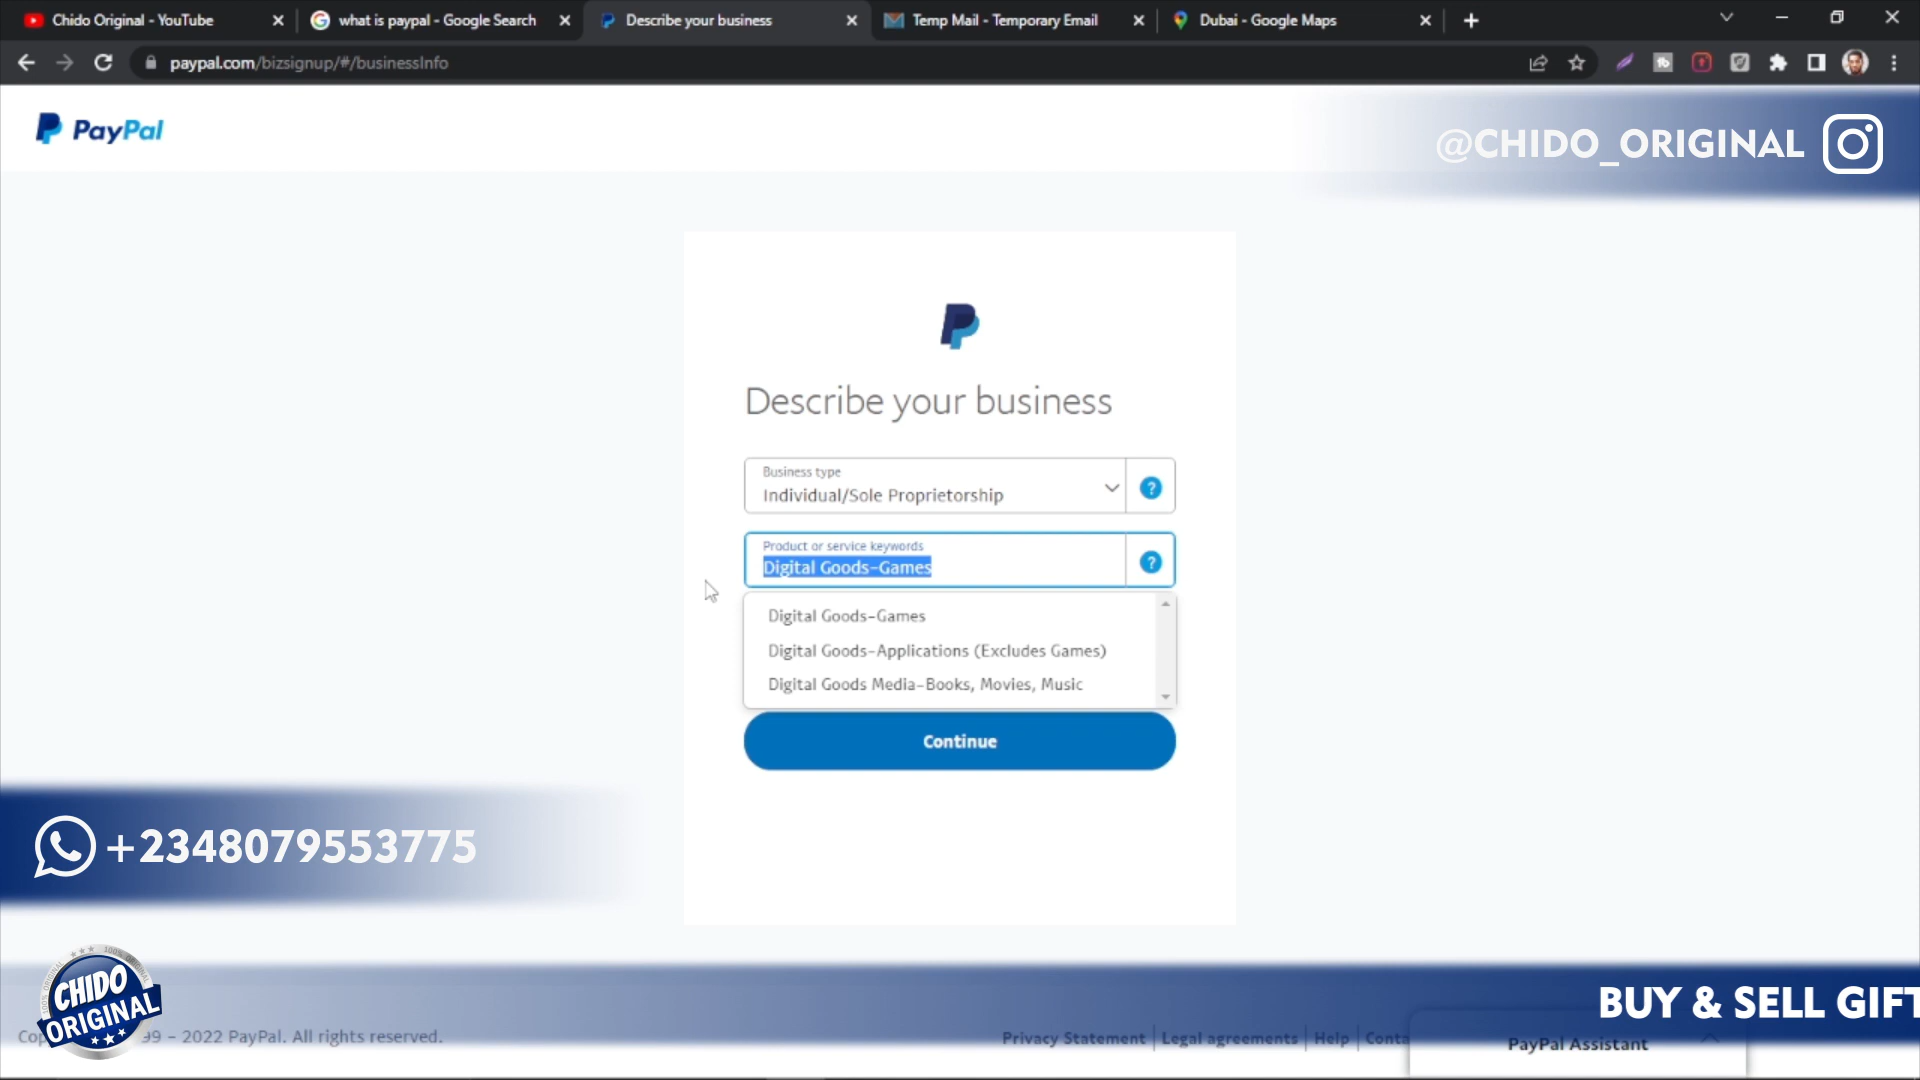 Chido Original - YouTube
what is paypal - Google Search
Describe your business
Temp Mail - Temporary Email
Dubai - Google Maps
paypal.com/bizsignup/#/businessInfo
PayPal
@CHIDO_ORIGINAL
Describe your business
Business type
Individual/Sole Proprietorship
?
Product or service keywords
Digital Goods-Games
?
Digital Goods-Games
Digital Goods-Applications (Excludes Games)
Digital Goods Media-Books, Movies, Music
Continue
+2348079553775
100% ORIGINAL
CHIDO
ORIGINAL
BUY & SELL GIFT
99 - 2022 PayPal. All rights reserved.
Privacy Statement | Legal agreements | Help | Conta
PayPal Assistant